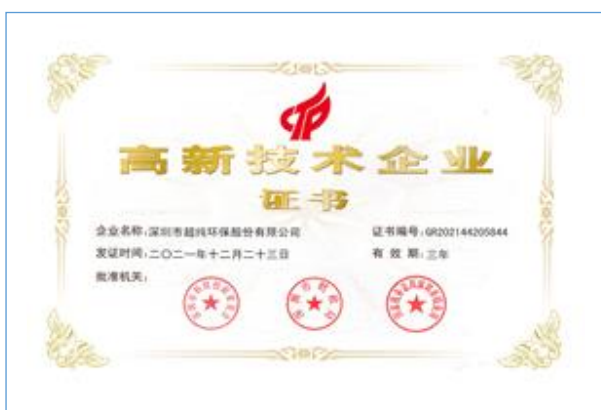 高新技术企业
证书
企业名称:深圳市超纯环保股份有限公司
证书编号:GR202144205844
发证时间:二〇二一年十二月二十三日
有效期:三年
批准机关: